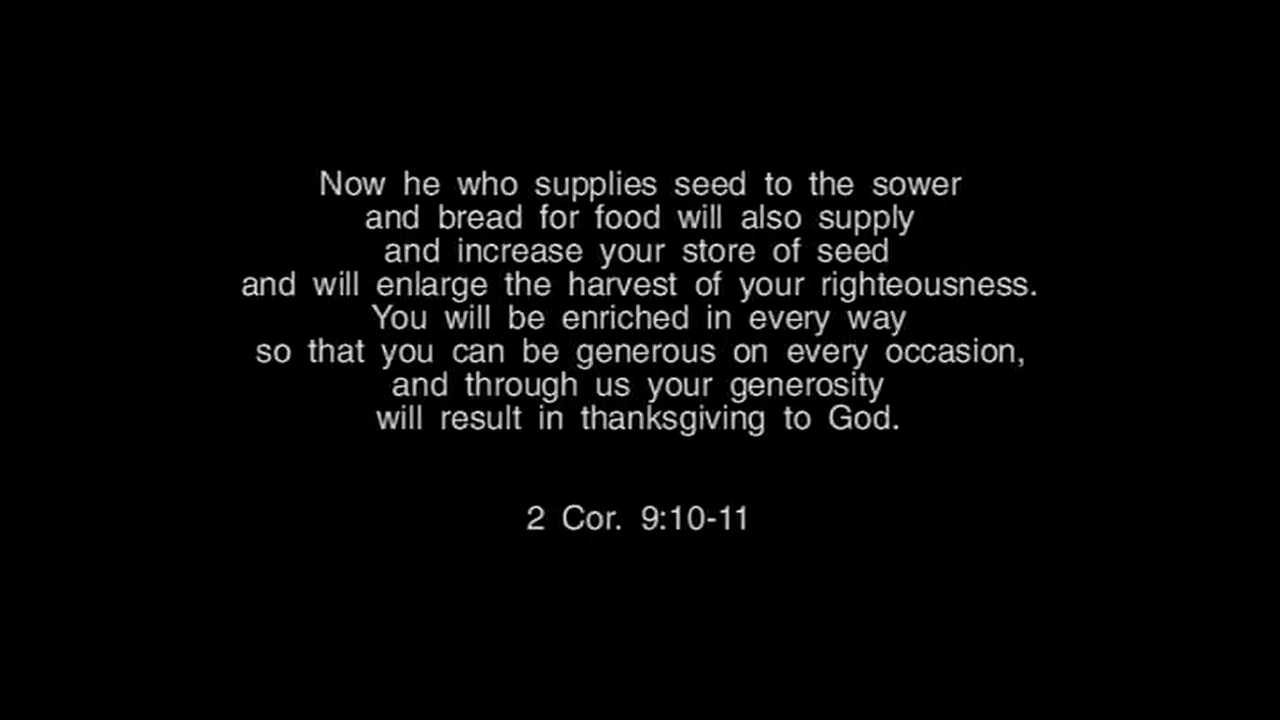 Now he who supplies seed to the sower
and bread for food will also supply
and increase your store of seed
and will enlarge the harvest of your righteousness.
You will be enriched in every way
so that you can be generous on every occasion,
and through us your generosity
will result in thanksgiving to God.
2 Cor. 9:10-11